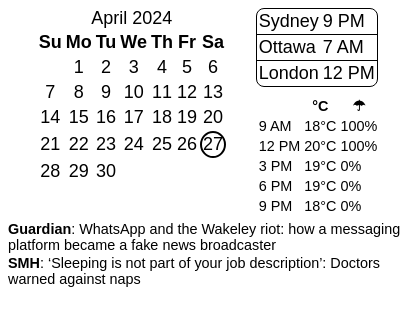 April 2024
Su Mo Tu We Th Fr Sa
1 2 3 4 5 6
7 8 9 10 11 12 13
14 15 16 17 18 19 20
21 22 23 24 25 26 27
28 29 30
Sydney 9 PM
Ottawa 7 AM
London 12 PM
°C ☂
9 AM 18°C 100%
12 PM 20°C 100%
3 PM 19°C 0%
6 PM 19°C 0%
9 PM 18°C 0%
Guardian: WhatsApp and the Wakeley riot: how a messaging
platform became a fake news broadcaster
SMH: ‘Sleeping is not part of your job description’: Doctors
warned against naps